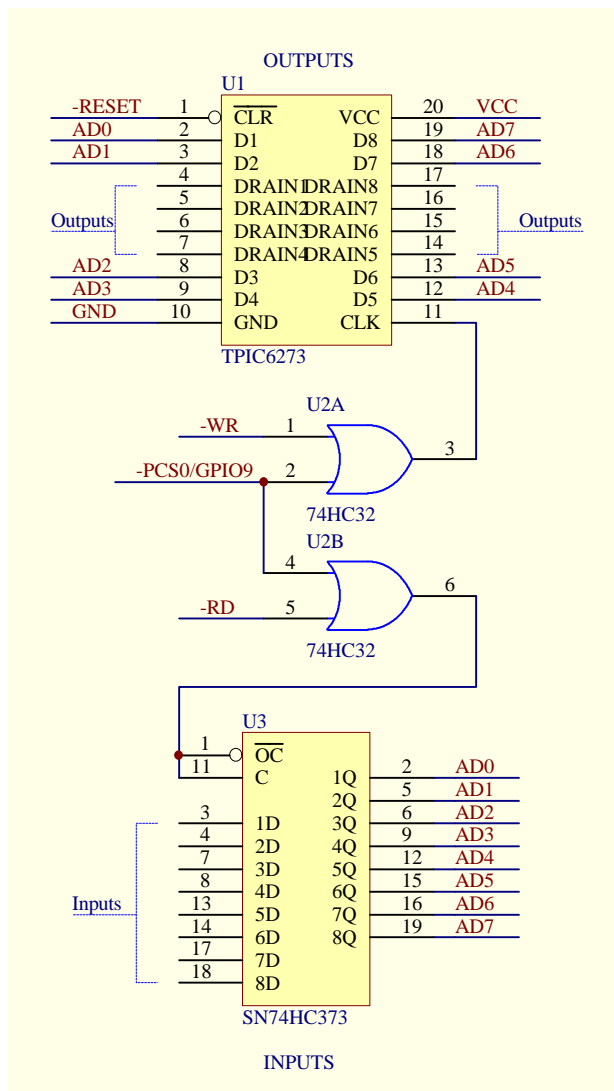 OUTPUTS
U1
-RESET 1 CLR VCC 20 VCC
AD0 2 D1 D8 19 AD7
AD1 3 D2 D7 18 AD6
4 DRAIN1 DRAIN8 17
5 DRAIN2 DRAIN7 16
Outputs 6 DRAIN3 DRAIN6 15 Outputs
7 DRAIN4 DRAIN5 14
AD2 8 D3 D6 13 AD5
AD3 9 D4 D5 12 AD4
GND 10 GND CLK 11
TPIC6273
U2A
-WR 1
3
-PCS0/GPIO9 2
74HC32
U2B
4
6
-RD 5
74HC32
U3
1 OC
11 C 1Q 2 AD0
2Q 5 AD1
3 1D 3Q 6 AD2
4 2D 4Q 9 AD3
7 3D 5Q 12 AD4
8 4D 6Q 15 AD5
Inputs 13 5D 7Q 16 AD6
14 6D 8Q 19 AD7
17 7D
18 8D
SN74HC373
INPUTS